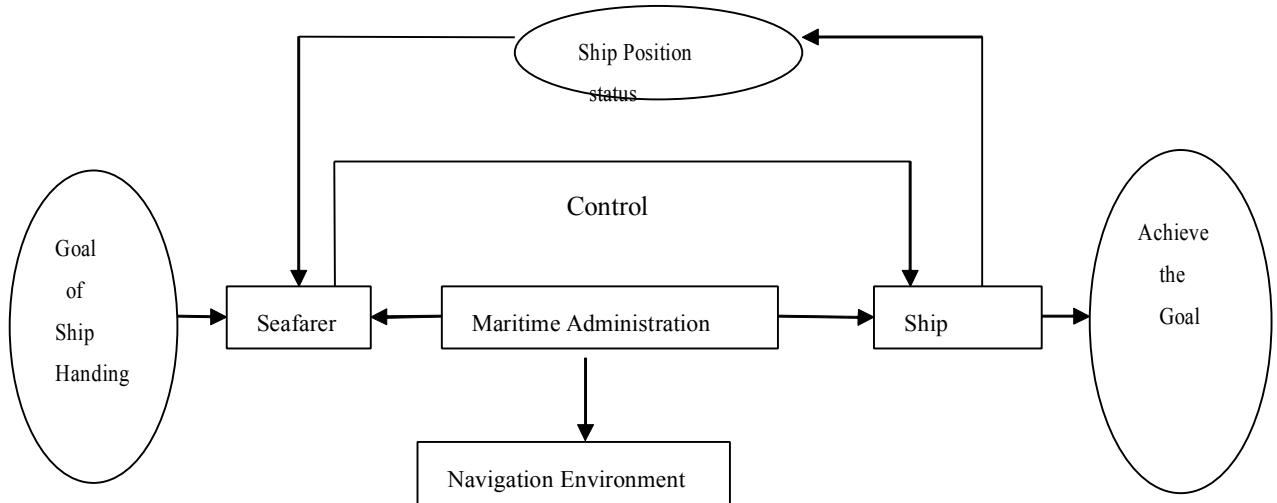 Ship Position
status
Control
Goal
of
Ship
Handing
Seafarer
Maritime Administration
Ship
Achieve
the
Goal
Navigation Environment